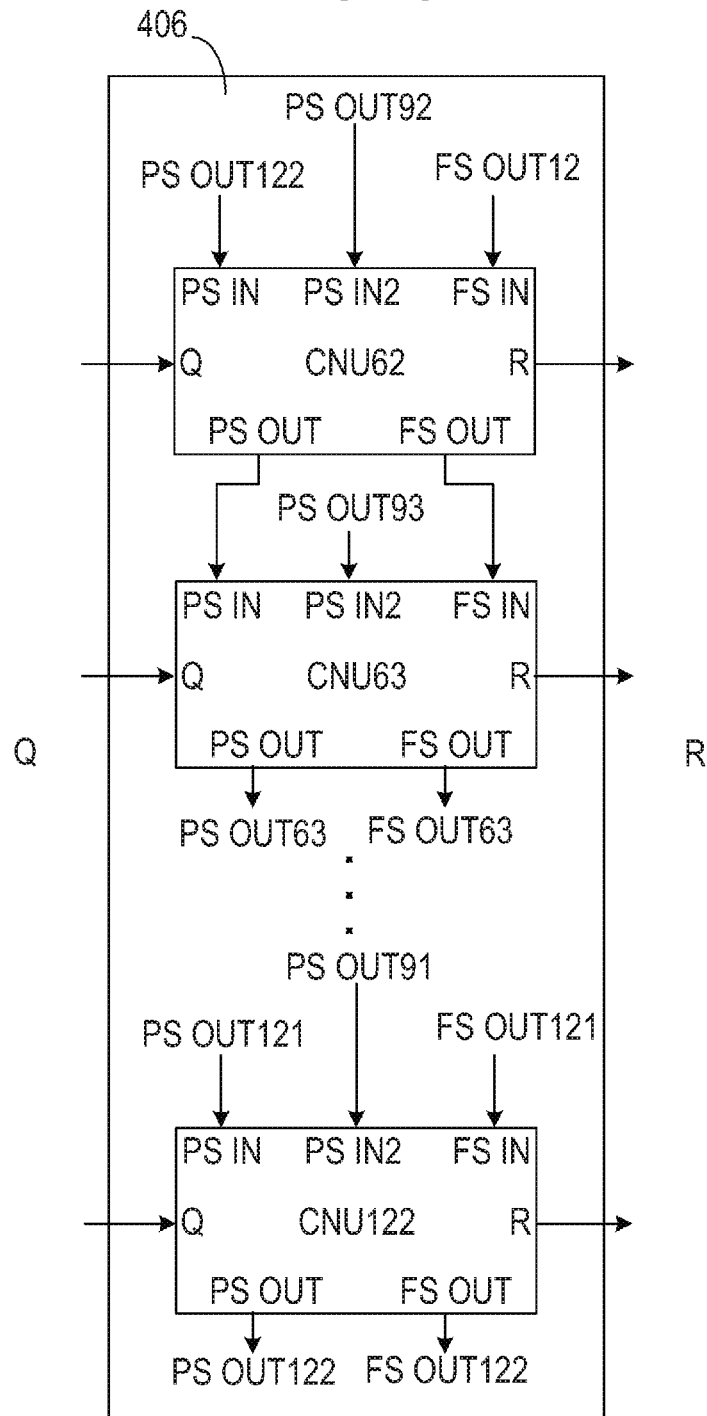 406
PS OUT92
PS OUT122 FS OUT12
PS IN PS IN2 FS IN
Q CNU62 R
PS OUT FS OUT
PS OUT93
PS IN PS IN2 FS IN
Q CNU63 R
PS OUT FS OUT
Q R
PS OUT63 FS OUT63
PS OUT91
PS OUT121 FS OUT121
PS IN PS IN2 FS IN
Q CNU122 R
PS OUT FS OUT
PS OUT122 FS OUT122